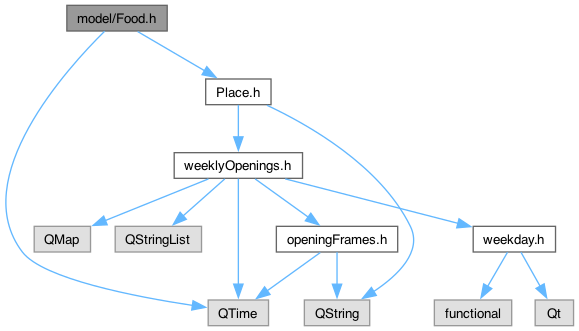 model/Food.h
Place.h
weeklyOpenings.h
QMap
QStringList
openingFrames.h
weekday.h
QTime
QString
functional
Qt